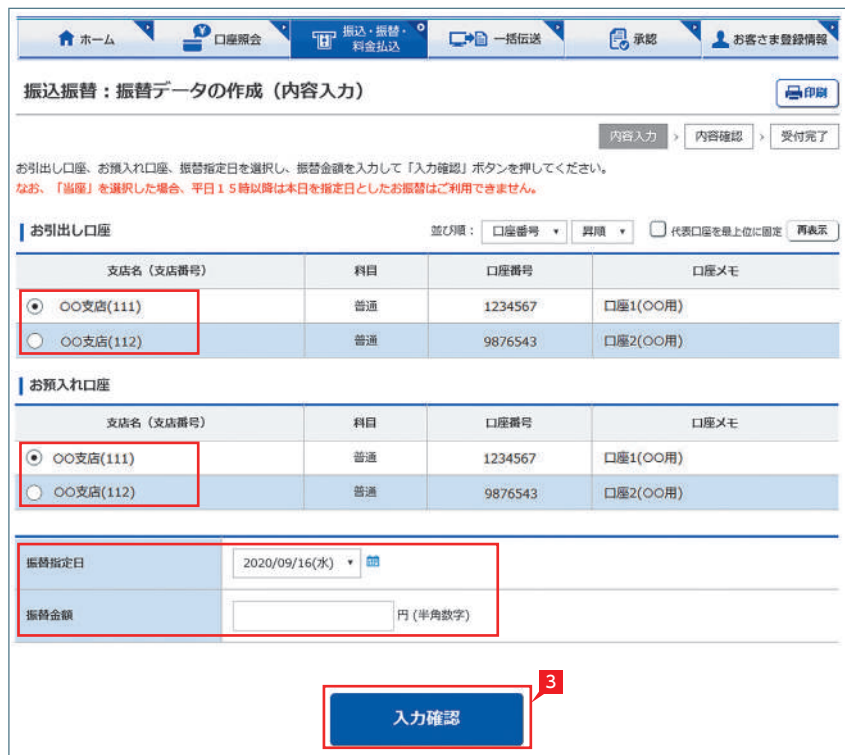 ホーム
口座照会
振込・振替・
料金払込
一括伝送
承認
お客さま登録情報
振込振替：振替データの作成（内容入力）
印刷
内容入力 > 内容確認 > 受付完了
お引出し口座、お預入れ口座、振替指定日を選択し、振替金額を入力して「入力確認」ボタンを押してください。
なお、「当座」を選択した場合、平日１５時以降は本日を指定日としたお振替はご利用できません。
お引出し口座 並び順： 口座番号 昇順 代表口座を最上位に固定 再表示
支店名（支店番号） 科目 口座番号 口座メモ
○○支店(111) 普通 1234567 口座1(○○用)
○○支店(112) 普通 9876543 口座2(○○用)
お預入れ口座
支店名（支店番号） 科目 口座番号 口座メモ
○○支店(111) 普通 1234567 口座1(○○用)
○○支店(112) 普通 9876543 口座2(○○用)
振替指定日 2020/09/16(水)
振替金額 円 (半角数字)
3
入力確認